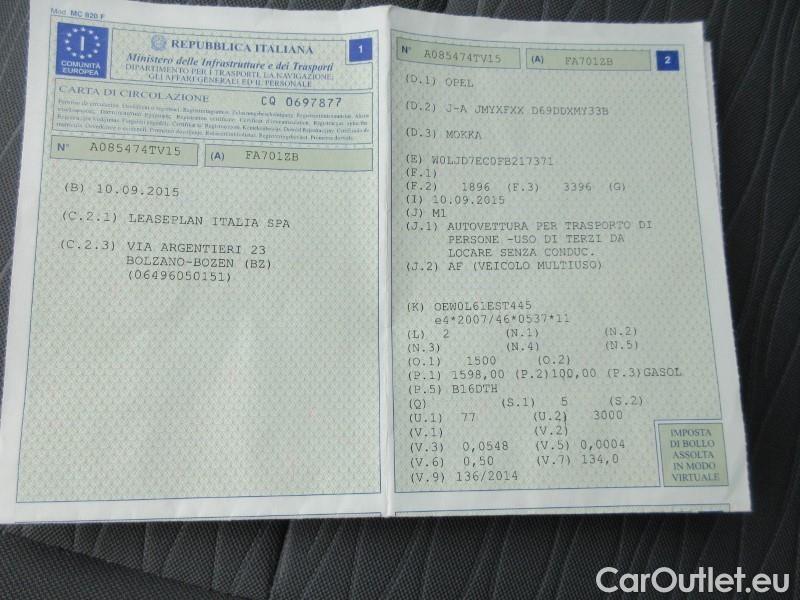 Mod. MC 820 F
I
COMUNITÀ
EUROPEA
REPUBBLICA ITALIANA
1
Ministero delle Infrastrutture e dei Trasporti
DIPARTIMENTO PER I TRASPORTI, LA NAVIGAZIONE,
GLI AFFARI GENERALI ED IL PERSONALE
CARTA DI CIRCOLAZIONE
CQ 0697877
N° A085474TV15 (A) FA701ZB
(B) 10.09.2015
(C.2.1) LEASEPLAN ITALIA SPA
(C.2.3) VIA ARGENTIERI 23
BOLZANO-BOZEN (BZ)
(06496050151)
N° A085474TV15 (A) FA701ZB 2
(D.1) OPEL
(D.2) J-A JMYXFXX D69DDXMY33B
(D.3) MOKKA
(E) W0LJD7EC0FB217371
(F.1)
(F.2) 1896 (F.3) 3396 (G)
(I) 10.09.2015
(J) M1
(J.1) AUTOVETTURA PER TRASPORTO DI
PERSONE -USO DI TERZI DA
LOCARE SENZA CONDUC.
(J.2) AF (VEICOLO MULTIUSO)
(K) OEW0L61EST445
e4*2007/46*0537*11
(L) 2 (N.1) (N.2)
(N.3) (N.4) (N.5)
(O.1) 1500 (O.2)
(P.1) 1598,00 (P.2)100,00 (P.3)GASOL
(P.5) B16DTH
(Q) (S.1) 5 (S.2)
(U.1) 77 (U.2) 3000
(V.1) (V.2)
(V.3) 0,0548 (V.5) 0,0004
(V.6) 0,50 (V.7) 134,0
(V.9) 136/2014
IMPOSTA
DI BOLLO
ASSOLTA
IN MODO
VIRTUALE
CarOutlet.eu